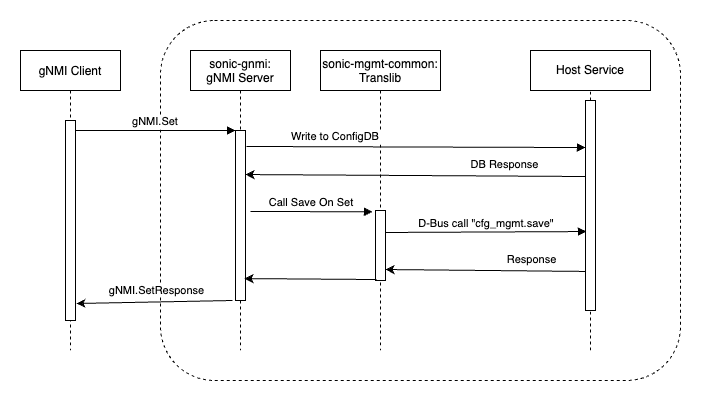 gNMI Client
sonic-gnmi:
gNMI Server
sonic-mgmt-common:
Translib
Host Service
gNMI.Set
Write to ConfigDB
DB Response
Call Save On Set
D-Bus call "cfg_mgmt.save"
Response
gNMI.SetResponse